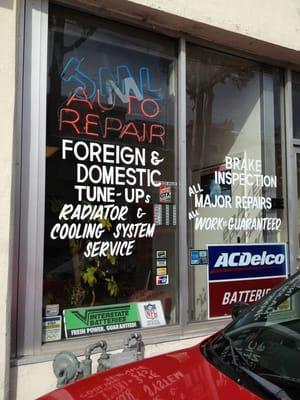 S&L
AUTO
REPAIR
FOREIGN &
DOMESTIC
TUNE-UPS
RADIATOR &
COOLING SYSTEM
SERVICE
BRAKE
INSPECTION
ALL MAJOR REPAIRS
ALL WORK GUARANTEED
ACDelco
BATTERIES
INTERSTATE
BATTERIES
FRESH POWER. GUARANTEED!
NFL